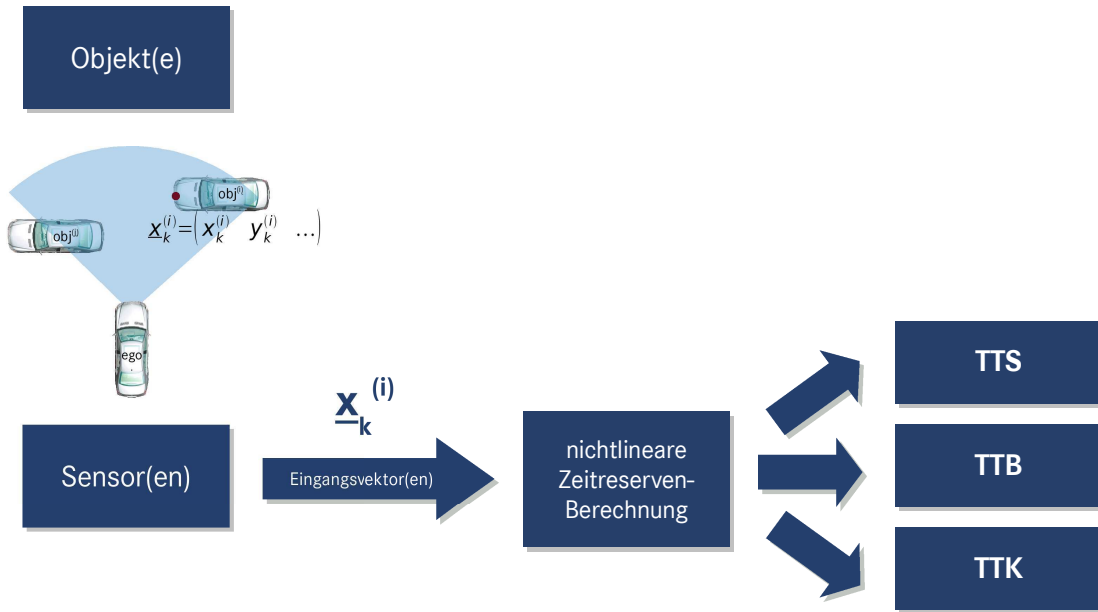 Objekt(e)
obj(i)
obj(j)
x_k^(i) = ( x_k^(i) y_k^(i) ... )
ego
x_k^(i)
Sensor(en)
Eingangsvektor(en)
nichtlineare
Zeitreserven-
Berechnung
TTS
TTB
TTK